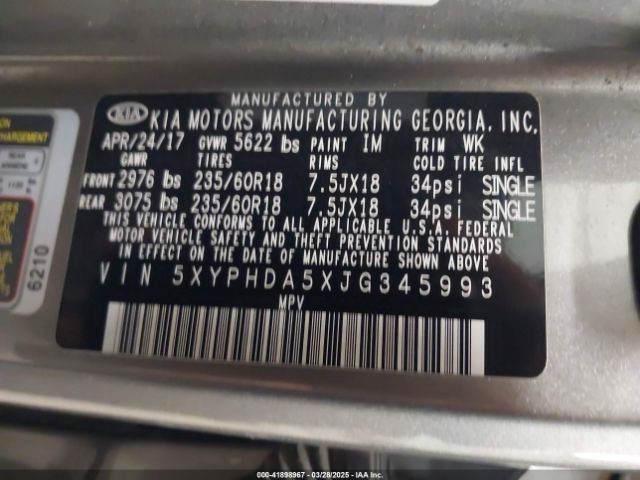 MANUFACTURED BY
KIA KIA MOTORS MANUFACTURING GEORGIA, INC.
APR/24/17 GVWR 5622 lbs PAINT IM TRIM WK
GAWR TIRES RIMS COLD TIRE INFL
FRONT 2976 lbs 235/60R18 7.5JX18 34psi SINGLE
REAR 3075 lbs 235/60R18 7.5JX18 34psi SINGLE
THIS VEHICLE CONFORMS TO ALL APPLICABLE U.S.A. FEDERAL
MOTOR VEHICLE SAFETY AND THEFT PREVENTION STANDARDS
IN EFFECT ON THE DATE OF MANUFACTURE SHOWN ABOVE.
VIN 5XYPHDA5XJG345993
MPV
6210
00-41898967 - 03/28/2025 - IAA Inc.